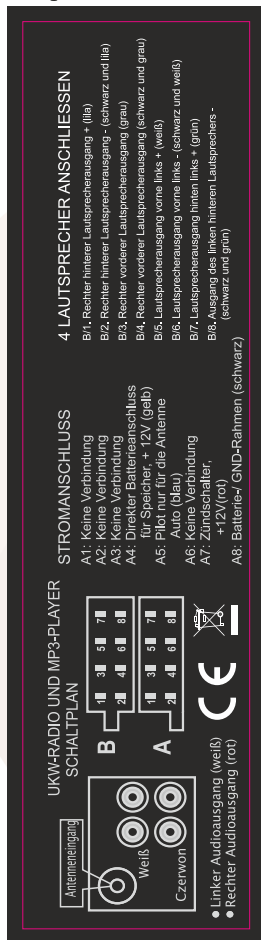 UKW-RADIO UND MP3-PLAYER
SCHALTPLAN
Antenneneingang
Weiß
Czerwon
B
1 3 5 7
2 4 6 8
A
1 3 5 7
2 4 6 8
CE
● Linker Audioausgang (weiß)
● Rechter Audioausgang (rot)
STROMANSCHLUSS
A1: Keine Verbindung
A2: Keine Verbindung
A3: Keine Verbindung
A4: Direkter Batterieanschluss
für Speicher, + 12V (gelb)
A5: Pilot nur für die Antenne
Auto (blau)
A6: Keine Verbindung
A7: Zündschalter,
+12V(rot)
A8: Batterie-/ GND-Rahmen (schwarz)
4 LAUTSPRECHER ANSCHLIESSEN
B/1. Rechter hinterer Lautsprecherausgang + (lila)
B/2. Rechter hinterer Lautsprecherausgang - (schwarz und lila)
B/3. Rechter vorderer Lautsprecherausgang (grau)
B/4. Rechter vorderer Lautsprecherausgang (schwarz und grau)
B/5. Lautsprecherausgang vorne links + (weiß)
B/6. Lautsprecherausgang vorne links - (schwarz und weiß)
B/7. Lautsprecherausgang hinten links + (grün)
B/8. Ausgang des linken hinteren Lautsprechers -
(schwarz und grün)